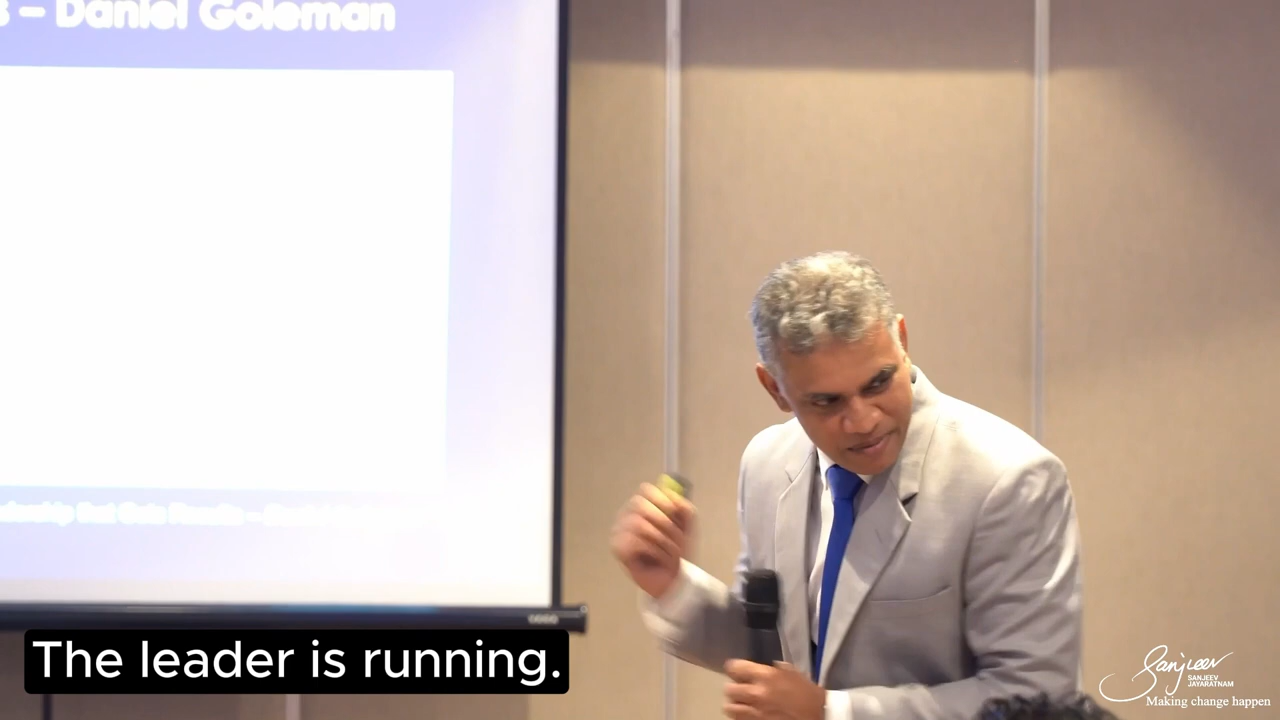 – Daniel Goleman
The leader is running.
Sanjeev
SANJEEV
JAYARATNAM
Making change happen